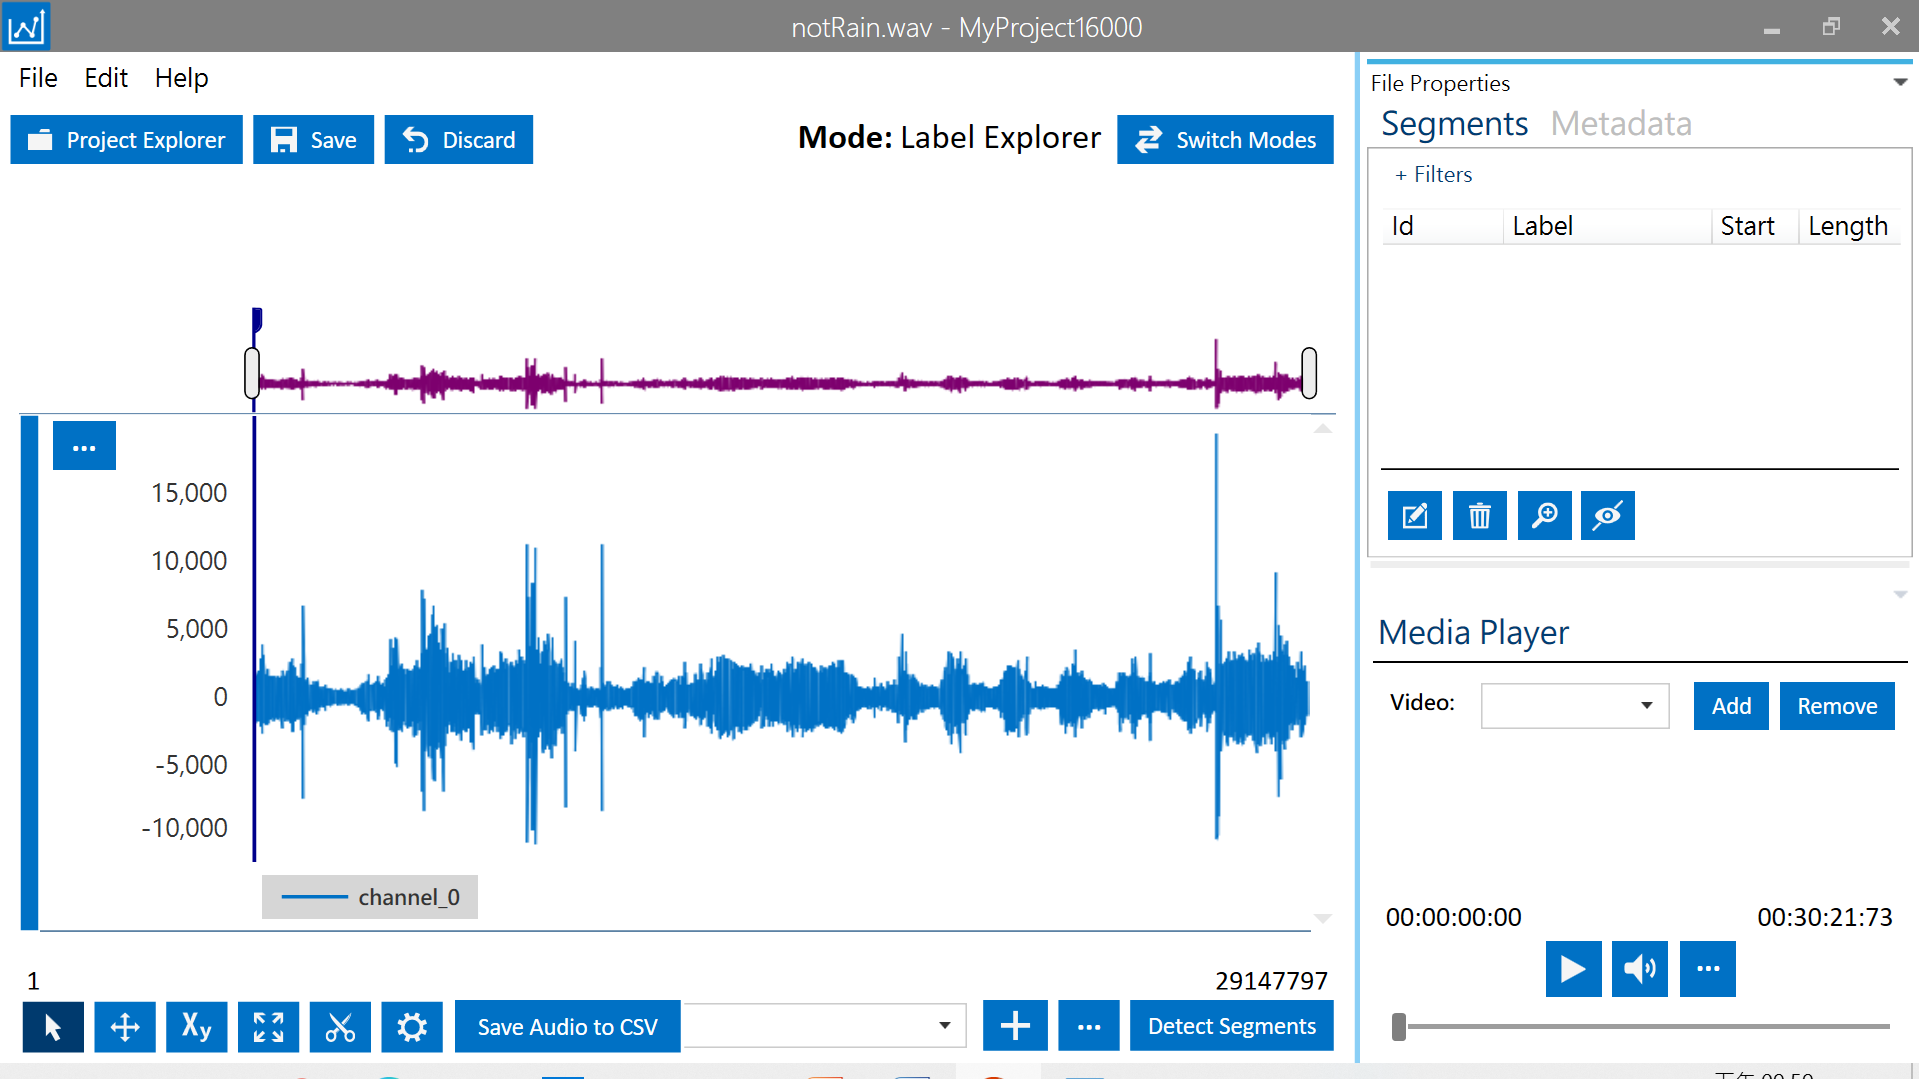 notRain.wav - MyProject16000
File Edit Help
Project Explorer Save Discard Mode: Label Explorer Switch Modes
File Properties
Segments Metadata
+ Filters
Id Label Start Length
15,000
10,000
5,000
0
-5,000
-10,000
channel_0
1 29147797
Xy Save Audio to CSV Detect Segments
Media Player
Video: Add Remove
00:00:00:00 00:30:21:73